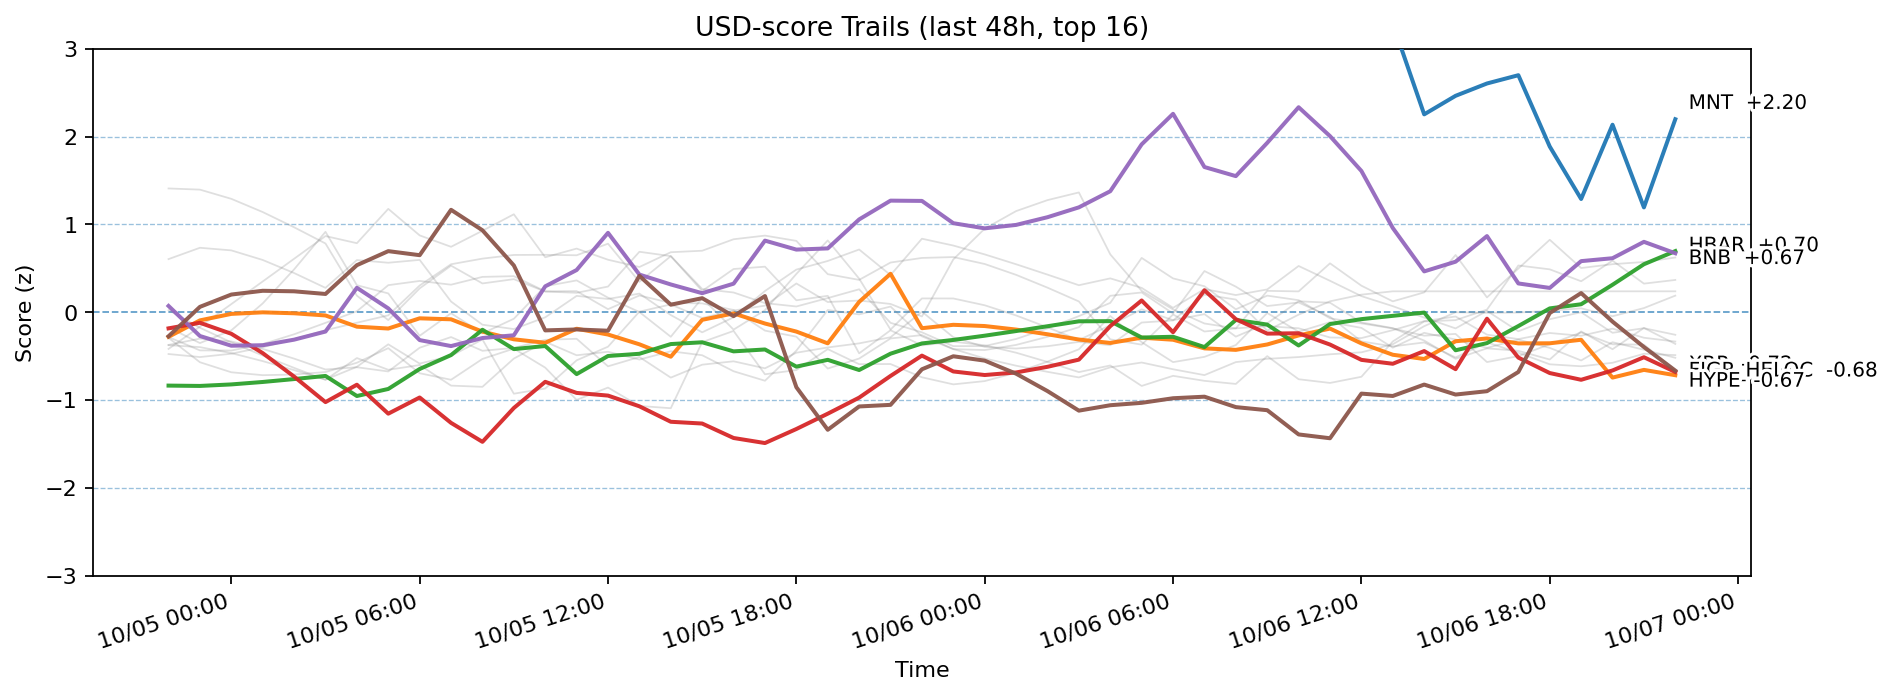 USD-score Trails (last 48h, top 16)
Score (z)
3
2
1
0
−1
−2
−3
MNT +2.20
HBAR +0.70
BNB +0.67
-0.68
HYPE -0.67
10/05 00:00
10/05 06:00
10/05 12:00
10/05 18:00
10/06 00:00
10/06 06:00
10/06 12:00
10/06 18:00
10/07 00:00
Time